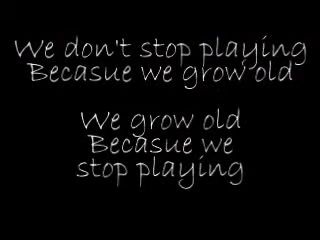 We don't stop playing
Becasue we grow old
We grow old
Becasue we
stop playing